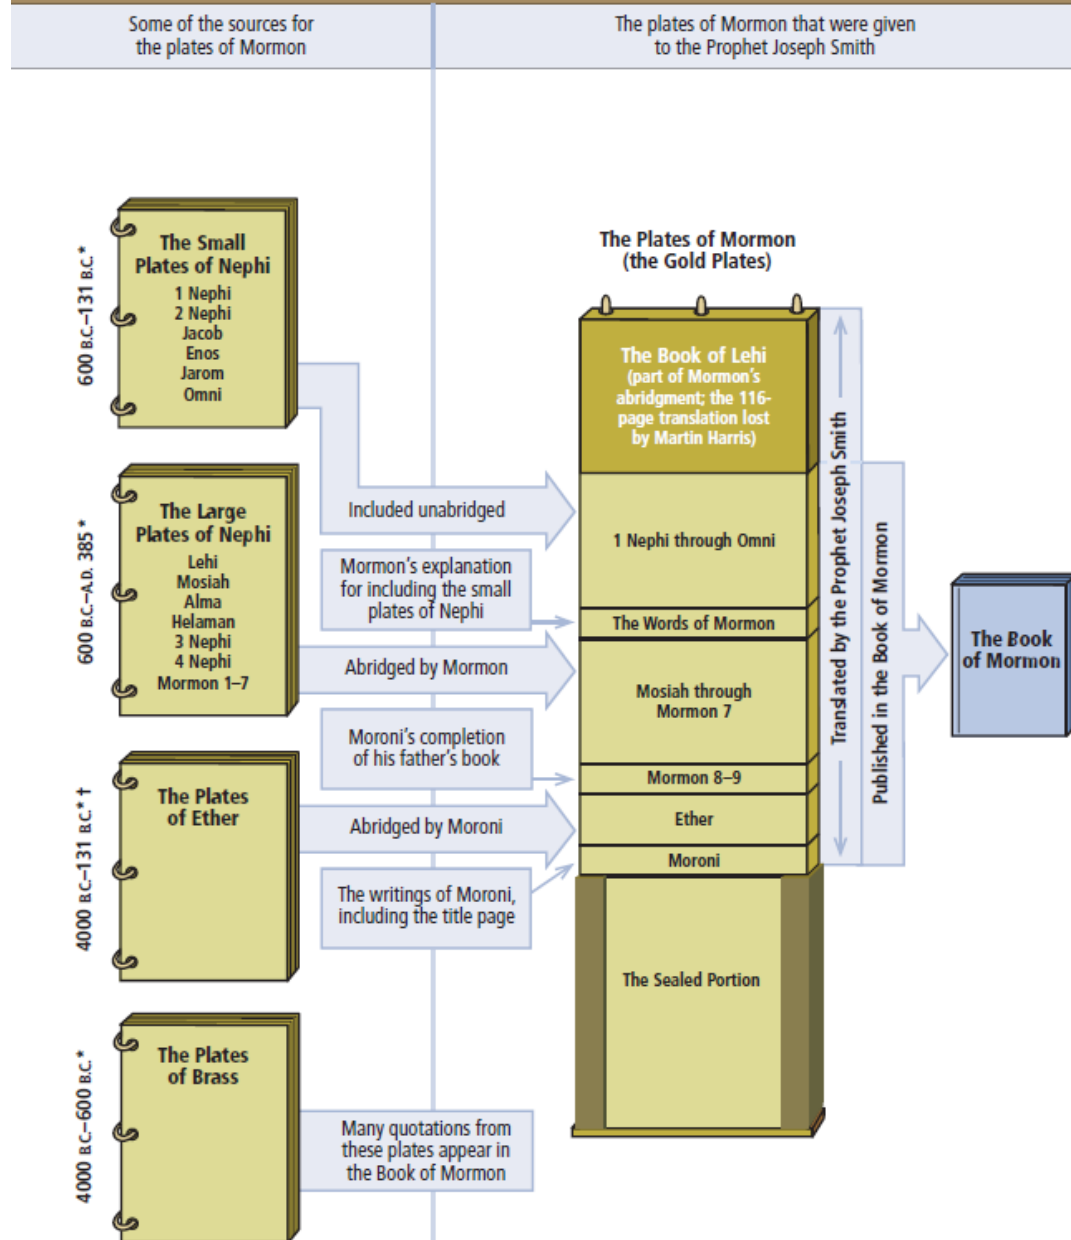 Some of the sources for
the plates of Mormon
The plates of Mormon that were given
to the Prophet Joseph Smith
600 B.C.–131 B.C.*
The Small
Plates of Nephi
1 Nephi
2 Nephi
Jacob
Enos
Jarom
Omni
600 B.C.–A.D. 385*
The Large
Plates of Nephi
Lehi
Mosiah
Alma
Helaman
3 Nephi
4 Nephi
Mormon 1–7
4000 B.C.–131 B.C.*†
The Plates
of Ether
4000 B.C.–600 B.C.*
The Plates
of Brass
Included unabridged
Mormon's explanation
for including the small
plates of Nephi
Abridged by Mormon
Moroni's completion
of his father's book
Abridged by Moroni
The writings of Moroni,
including the title page
Many quotations from
these plates appear in
the Book of Mormon
The Plates of Mormon
(the Gold Plates)
The Book of Lehi
(part of Mormon's
abridgment; the 116-
page translation lost
by Martin Harris)
1 Nephi through Omni
The Words of Mormon
Mosiah through
Mormon 7
Mormon 8–9
Ether
Moroni
The Sealed Portion
Translated by the Prophet Joseph Smith
Published in the Book of Mormon
The Book
of Mormon